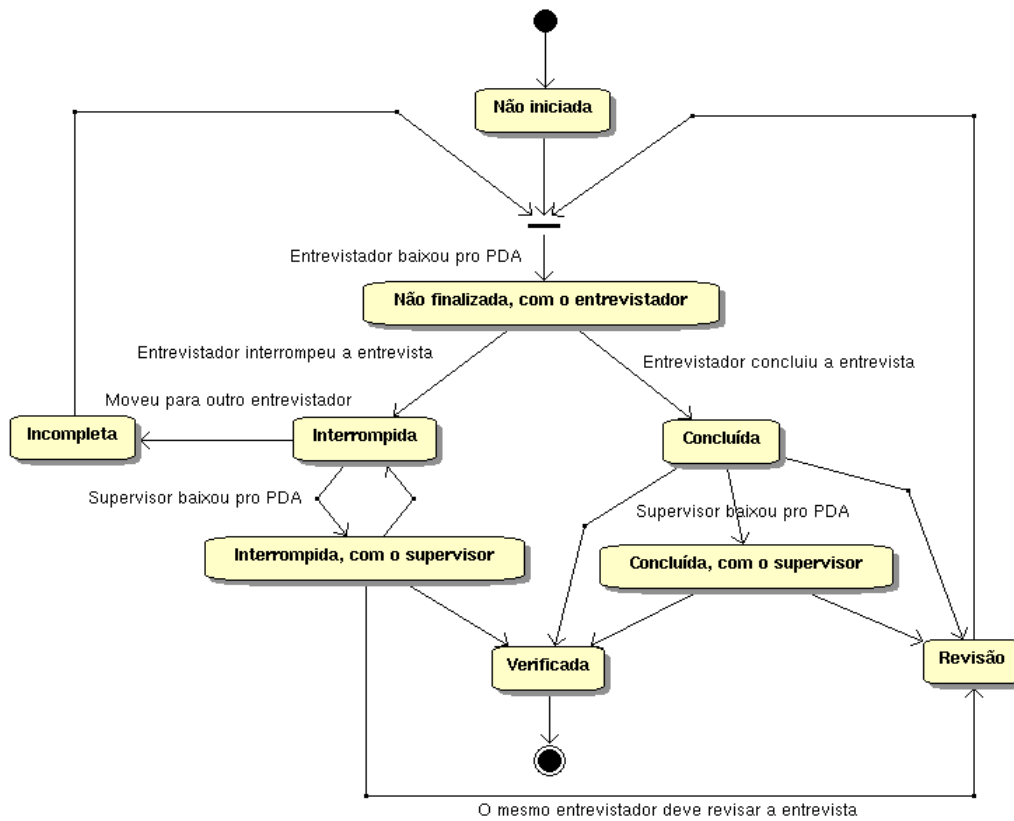 Não iniciada
Entrevistador baixou pro PDA
Não finalizada, com o entrevistador
Entrevistador interrompeu a entrevista
Entrevistador concluiu a entrevista
Moveu para outro entrevistador
Incompleta
Interrompida
Concluída
Supervisor baixou pro PDA
Supervisor baixou pro PDA
Interrompida, com o supervisor
Concluída, com o supervisor
Verificada
Revisão
O mesmo entrevistador deve revisar a entrevista